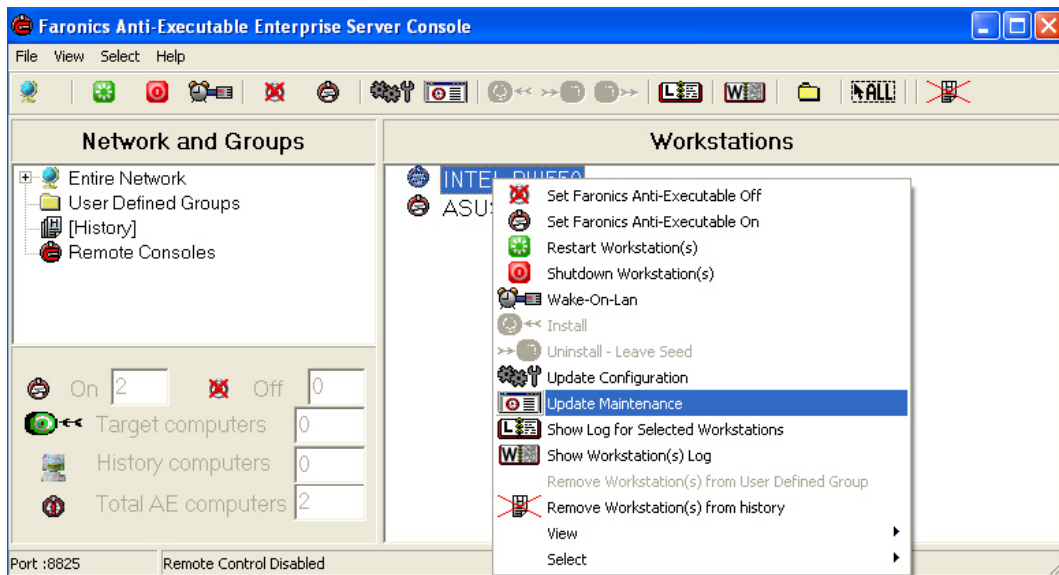 Faronics Anti-Executable Enterprise Server Console
File View Select Help
L W ALL
Network and Groups
Workstations
Entire Network
User Defined Groups
[History]
Remote Consoles
On 2 Off 0
Target computers 0
History computers 0
Total AE computers 2
Set Faronics Anti-Executable Off
Set Faronics Anti-Executable On
Restart Workstation(s)
Shutdown Workstation(s)
Wake-On-Lan
Install
Uninstall - Leave Seed
Update Configuration
Update Maintenance
L Show Log for Selected Workstations
W Show Workstation(s) Log
Remove Workstation(s) from User Defined Group
Remove Workstation(s) from history
View
Select
Port :8825 Remote Control Disabled